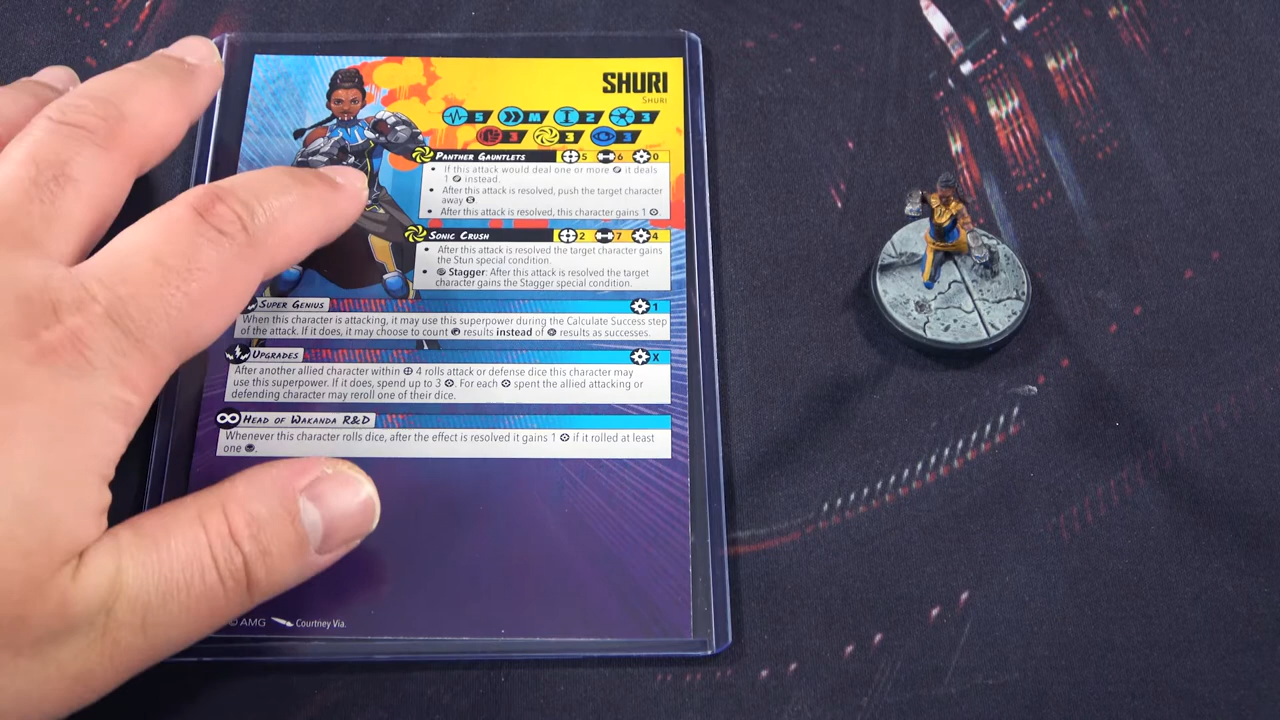 SHURI
SHURI
5 M 2 3
3 3 3
PANTHER GAUNTLETS 5 6 0
• If this attack would deal one or more it deals
1 instead.
• After this attack is resolved, push the target character
away S.
• After this attack is resolved, this character gains 1
SONIC CRUSH 2 7 4
• After this attack is resolved the target character gains
the Stun special condition.
• Stagger: After this attack is resolved the target
character gains the Stagger special condition.
SUPER GENIUS 1
When this character is attacking, it may use this superpower during the Calculate Success step
of the attack. If it does, it may choose to count results instead of results as successes.
UPGRADES X
After another allied character within 4 rolls attack or defense dice this character may
use this superpower. If it does, spend up to 3 . For each spent the allied attacking or
defending character may reroll one of their dice.
HEAD OF WAKANDA R&D
Whenever this character rolls dice, after the effect is resolved it gains 1 if it rolled at least
one .
© AMG Courtney Via.